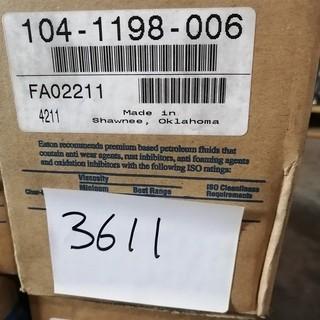 104-1198-006
FA02211
4211
Made in
Shawnee, Oklahoma
Eaton recommends premium based petroleum fluids that
contain anti wear agents, rust inhibitors, anti foaming agents
and oxidation inhibitors with the following ISO ratings:
Viscosity
Minimum Best Range ISO Cleanliness
Requirements
3611